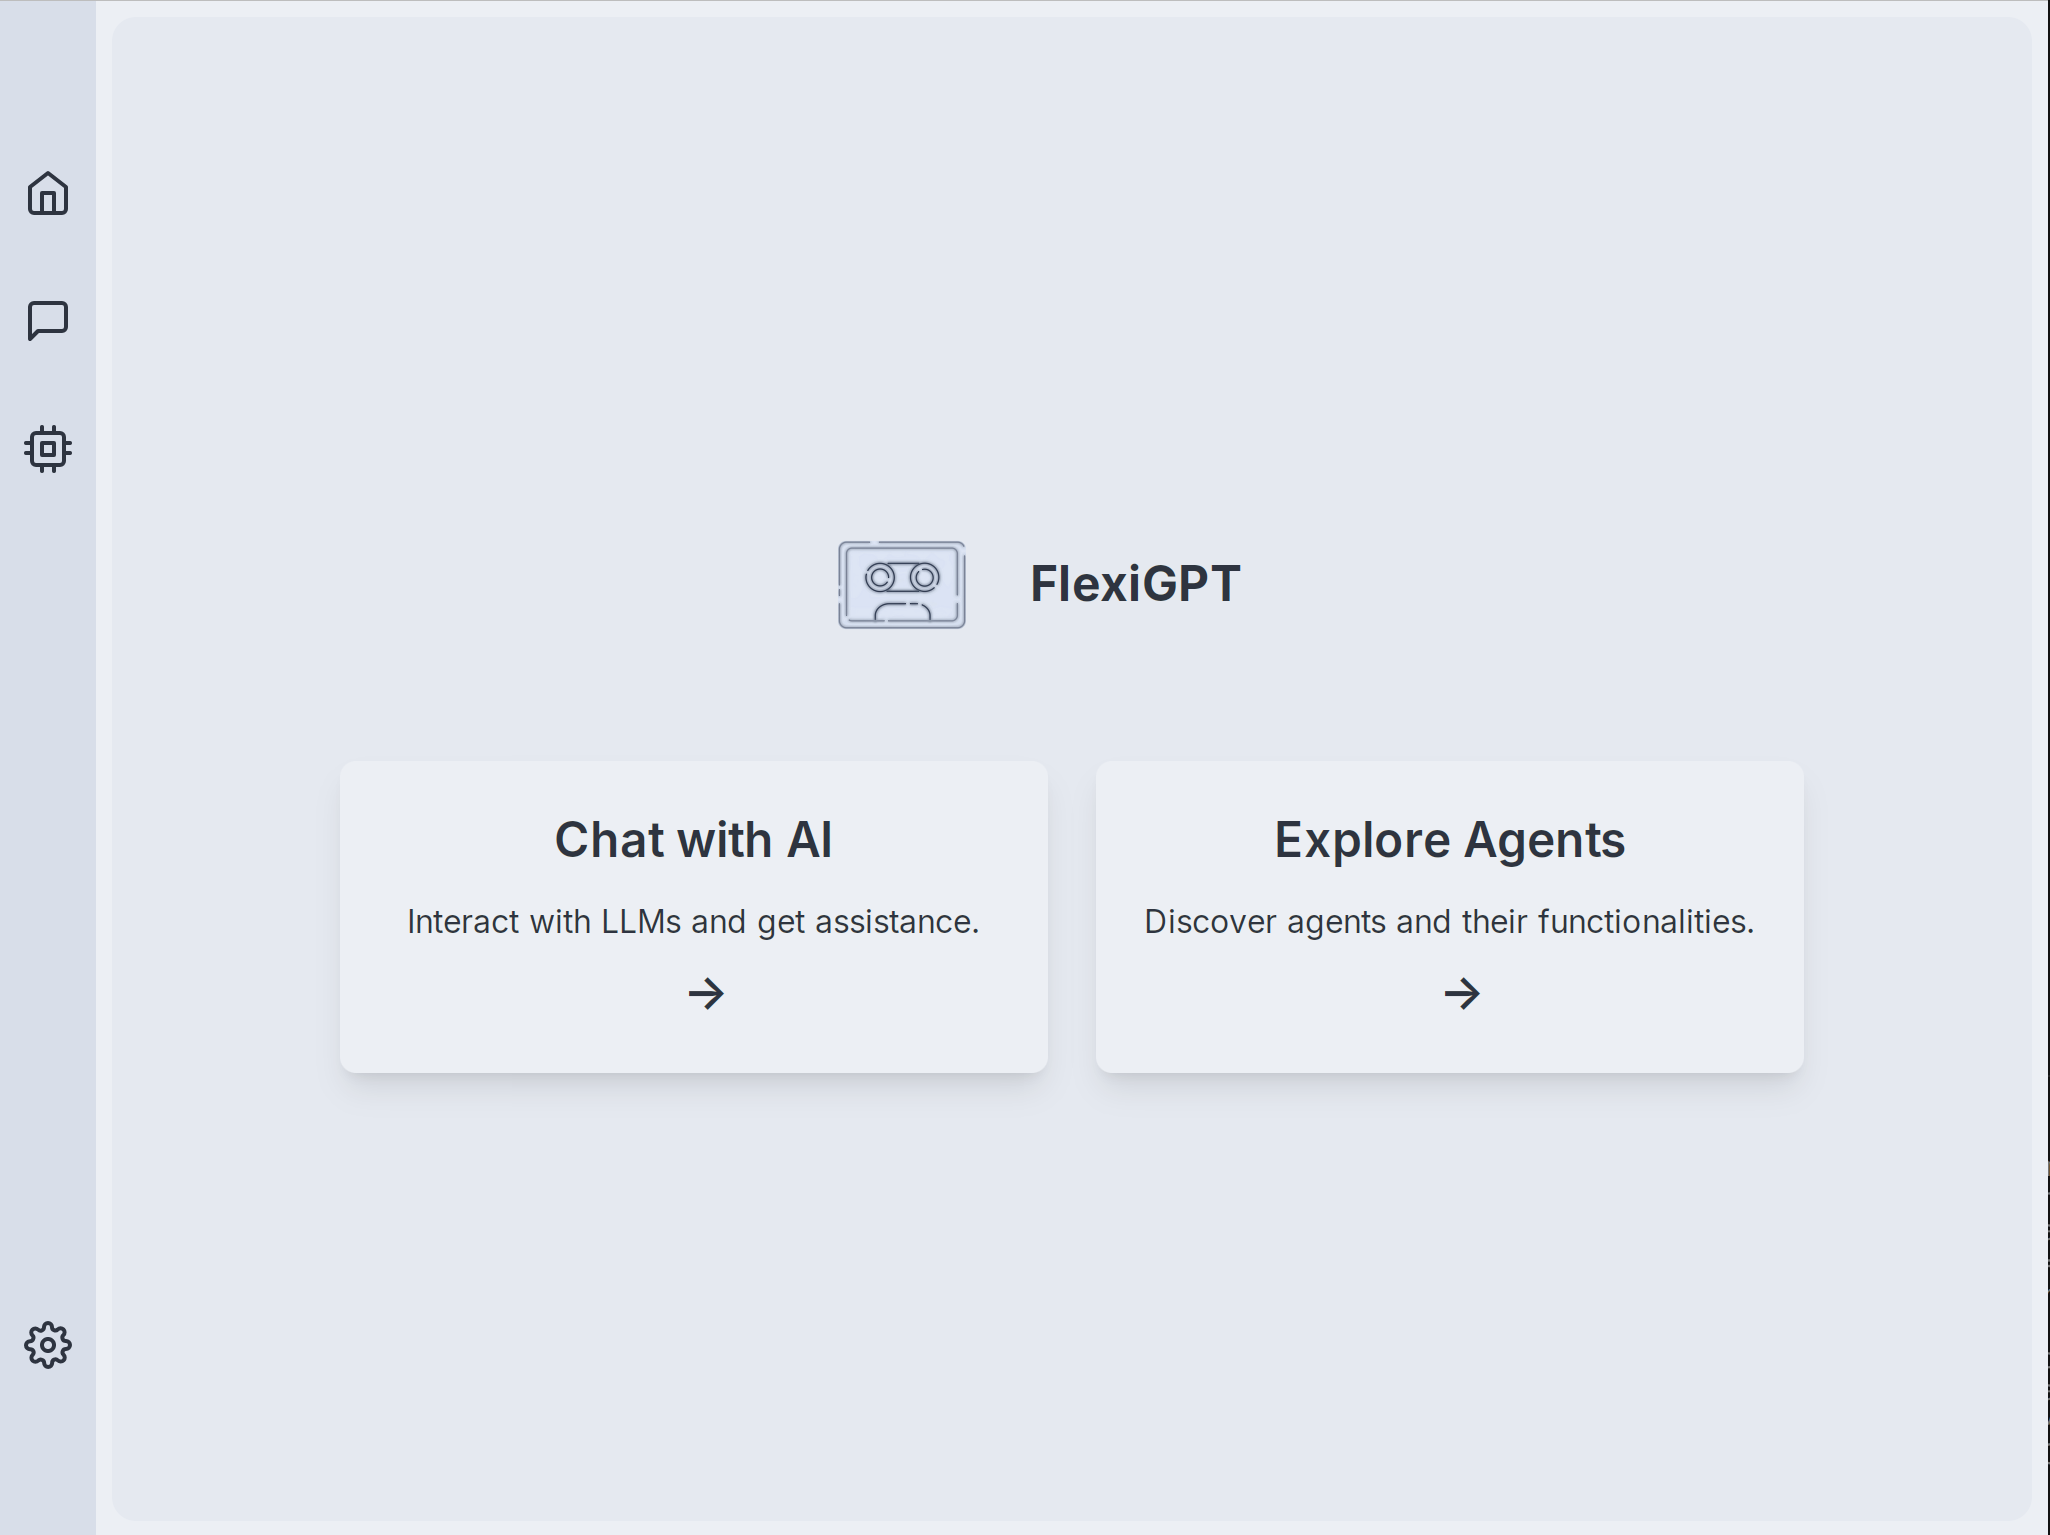 FlexiGPT
Chat with AI
Interact with LLMs and get assistance.
Explore Agents
Discover agents and their functionalities.